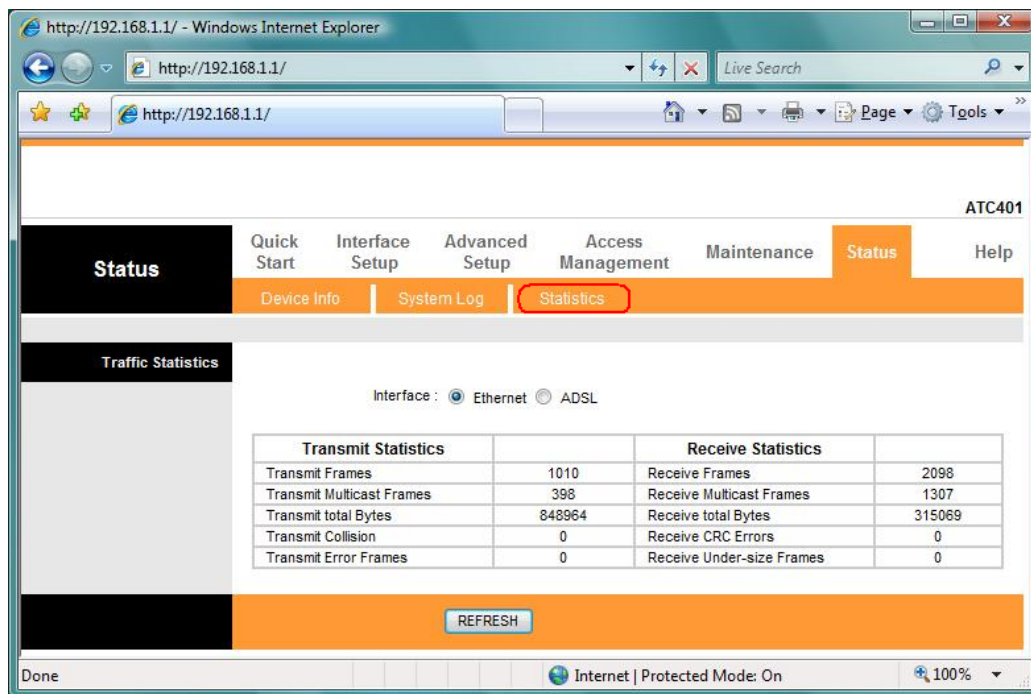 http://192.168.1.1/ - Windows Internet Explorer
http://192.168.1.1/
Live Search
http://192.168.1.1/
Page
Tools
ATC401
Status
Quick Start
Interface Setup
Advanced Setup
Access Management
Maintenance
Status
Help
Device Info
System Log
Statistics
Traffic Statistics
Interface : Ethernet ADSL
Transmit Statistics Receive Statistics
Transmit Frames 1010 Receive Frames 2098
Transmit Multicast Frames 398 Receive Multicast Frames 1307
Transmit total Bytes 848964 Receive total Bytes 315069
Transmit Collision 0 Receive CRC Errors 0
Transmit Error Frames 0 Receive Under-size Frames 0
REFRESH
Done
Internet | Protected Mode: On
100%